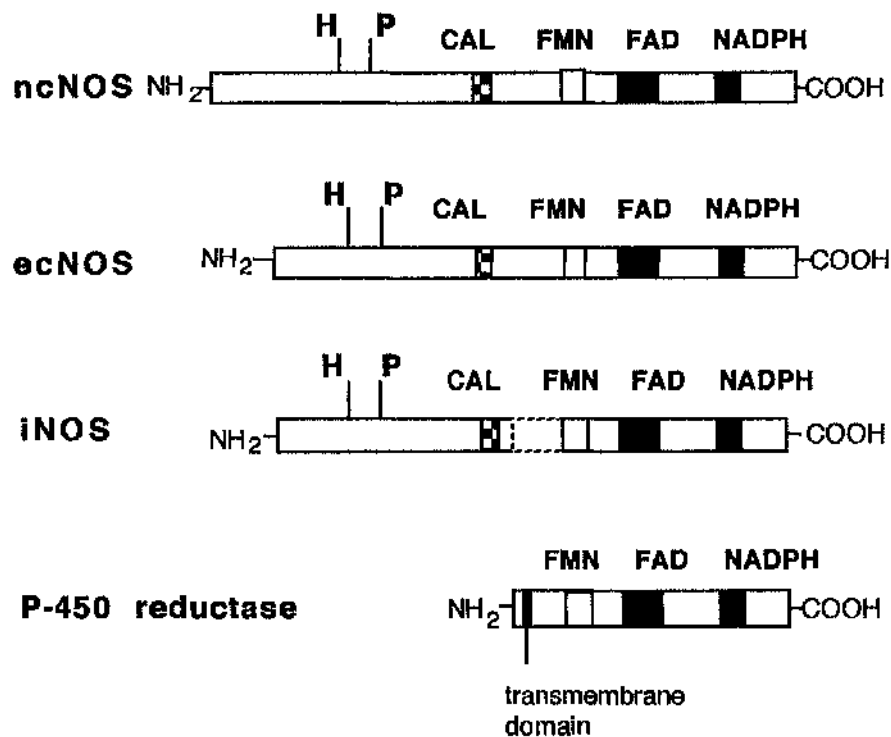 H P CAL FMN FAD NADPH
ncNOS NH2 COOH
H P CAL FMN FAD NADPH
ecNOS NH2 COOH
H P CAL FMN FAD NADPH
iNOS NH2 COOH
FMN FAD NADPH
P-450 reductase NH2 COOH
transmembrane
domain